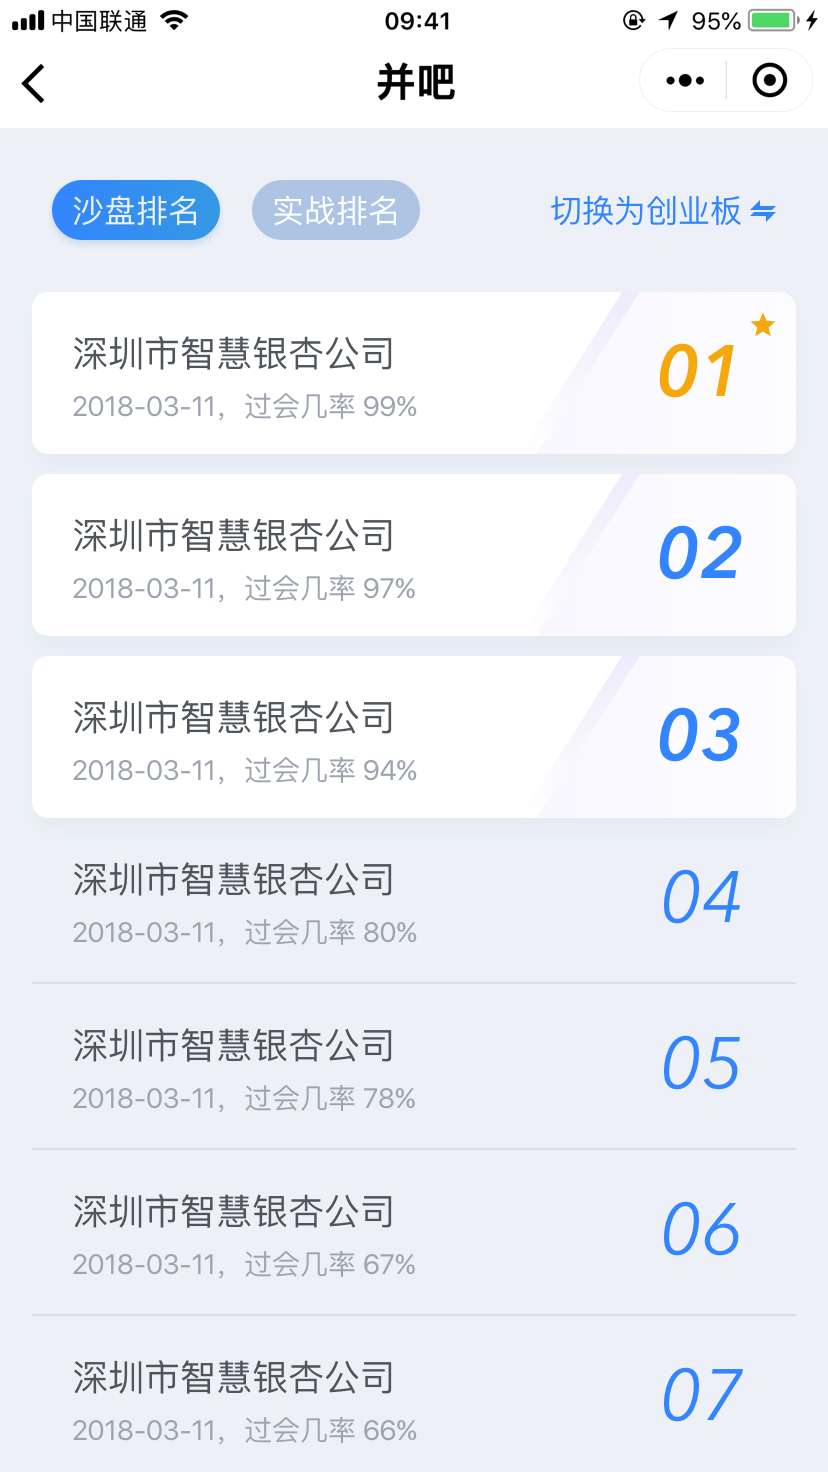 中国联通 09:41 95%
并吧
沙盘排名 实战排名 切换为创业板
深圳市智慧银杏公司
01
2018-03-11，过会几率 99%
深圳市智慧银杏公司
02
2018-03-11，过会几率 97%
深圳市智慧银杏公司
03
2018-03-11，过会几率 94%
深圳市智慧银杏公司
04
2018-03-11，过会几率 80%
深圳市智慧银杏公司
05
2018-03-11，过会几率 78%
深圳市智慧银杏公司
06
2018-03-11，过会几率 67%
深圳市智慧银杏公司
07
2018-03-11，过会几率 66%